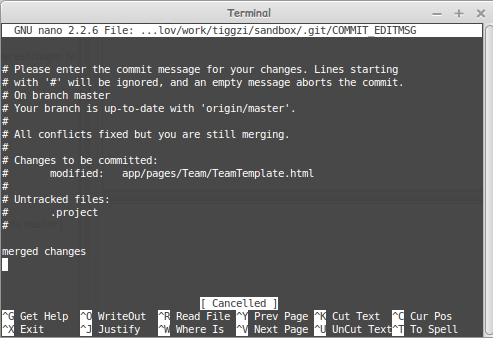 Terminal
GNU nano 2.2.6 File: ...lov/work/tiggzi/sandbox/.git/COMMIT_EDITMSG
# Please enter the commit message for your changes. Lines starting
# with '#' will be ignored, and an empty message aborts the commit.
# On branch master
# Your branch is up-to-date with 'origin/master'.
#
# All conflicts fixed but you are still merging.
#
# Changes to be committed:
#       modified:   app/pages/Team/TeamTemplate.html
#
# Untracked files:
#       .project
#
merged changes
[ Cancelled ]
^G Get Help ^O WriteOut ^R Read File ^Y Prev Page ^K Cut Text ^C Cur Pos
^X Exit ^J Justify ^W Where Is ^V Next Page ^U UnCut Text ^T To Spell